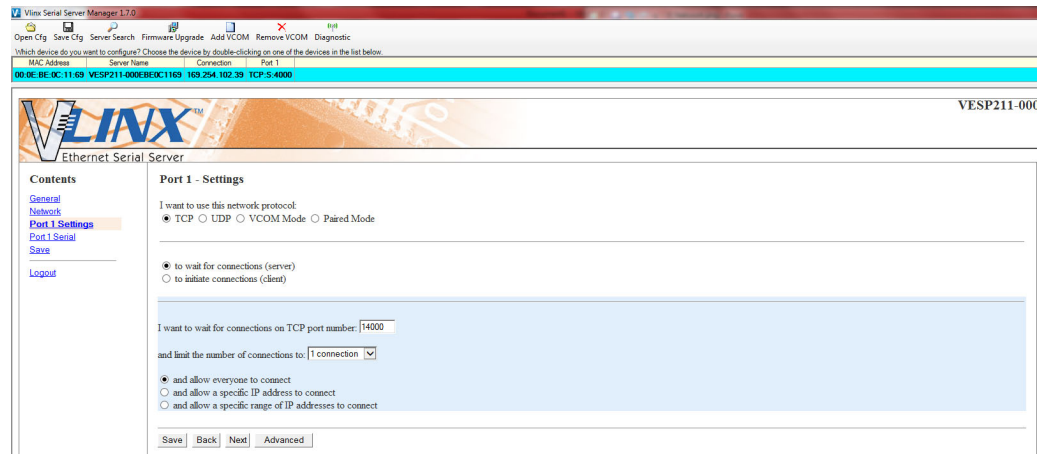 Vlinx Serial Server Manager 1.7.0
Open Cfg Save Cfg Server Search Firmware Upgrade Add VCOM Remove VCOM Diagnostic
Which device do you want to configure? Choose the device by double-clicking on one of the devices in the list below.
MAC Address Server Name Connection Port 1
00:0E:BE:0C:11:69 VESP211-000EBE0C1169 169.254.102.39 TCP:S:4000
VESP211-000
VLINX TM
Ethernet Serial Server
Contents
General
Network
Port 1 Settings
Port 1 Serial
Save
Logout
Port 1 - Settings
I want to use this network protocol:
TCP UDP VCOM Mode Paired Mode
to wait for connections (server)
to initiate connections (client)
I want to wait for connections on TCP port number: 14000
and limit the number of connections to: 1 connection
and allow everyone to connect
and allow a specific IP address to connect
and allow a specific range of IP addresses to connect
Save Back Next Advanced